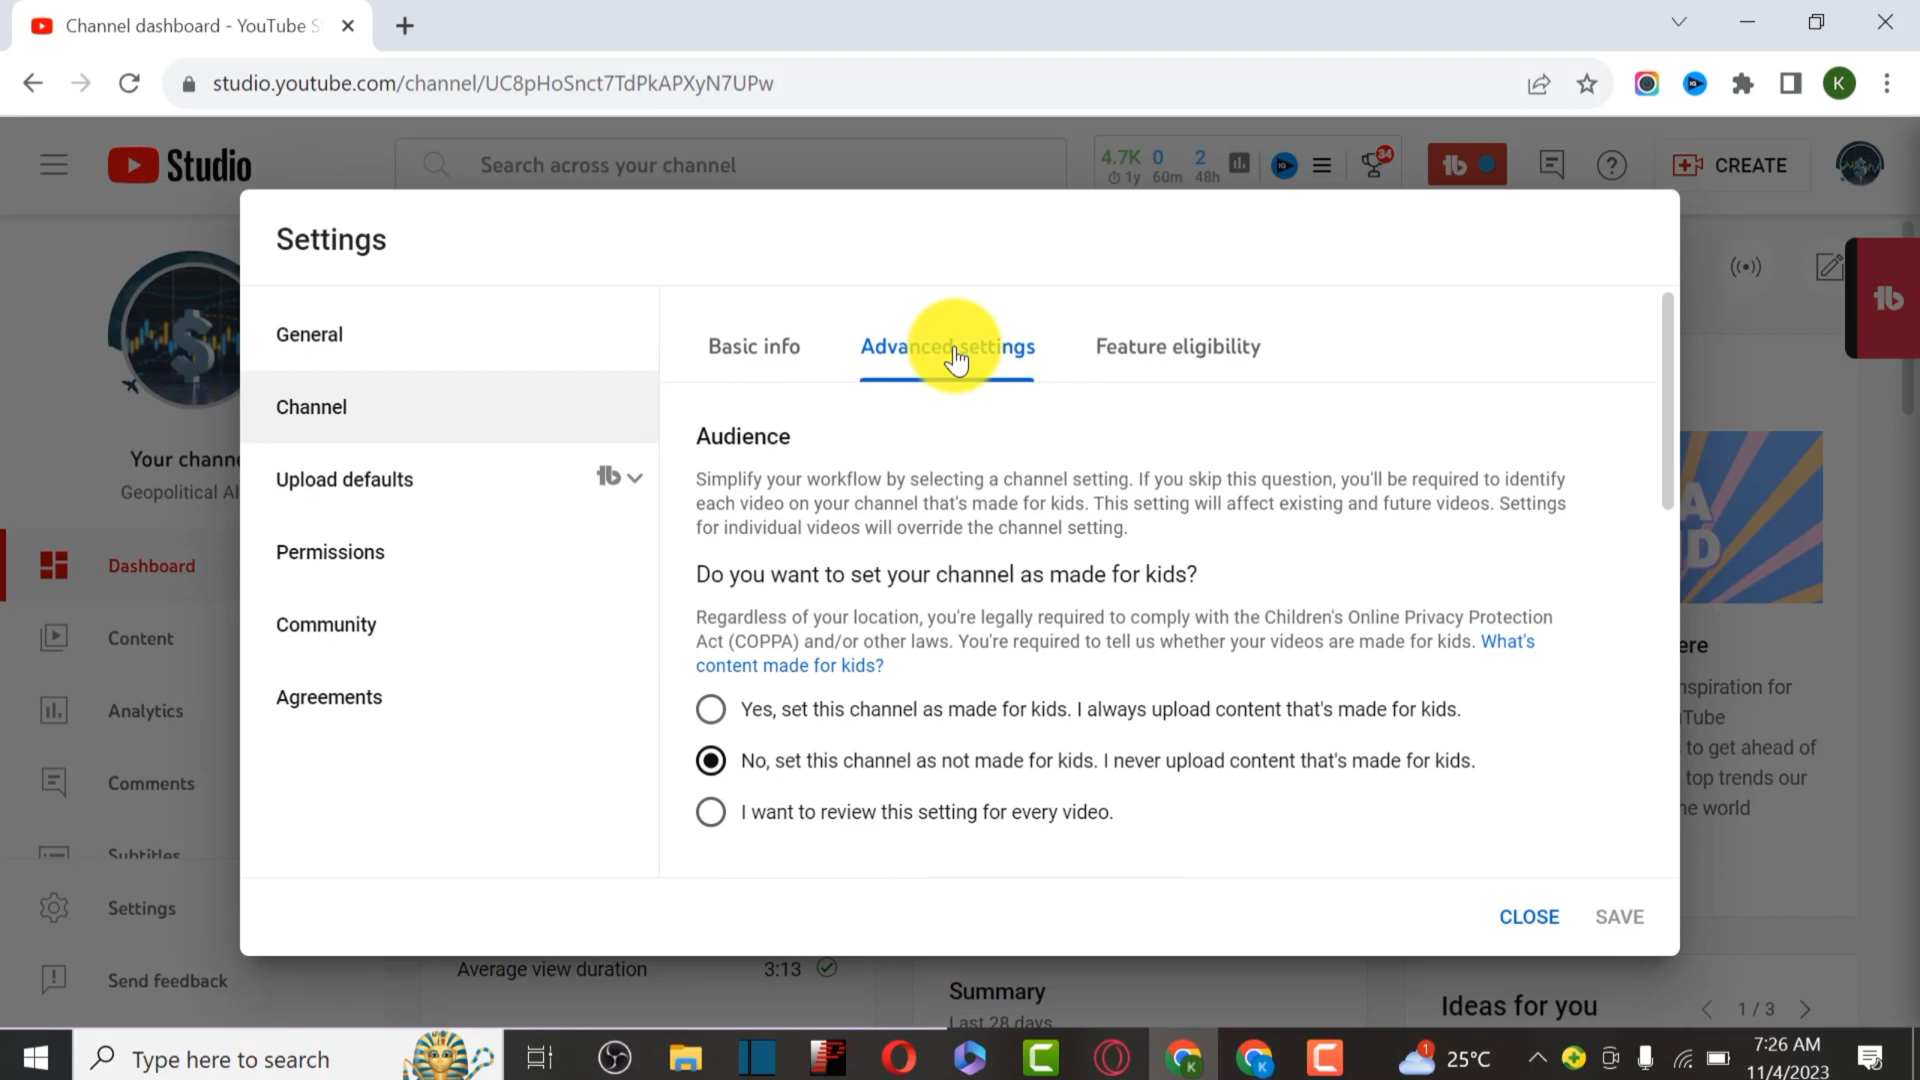 Channel dashboard - YouTube S
studio.youtube.com/channel/UC8pHoSnct7TdPkAPXyN7UPw
K
Studio
Search across your channel
4.7K 0 2
1y 60m 48h
34
CREATE
Settings
General
Channel
Upload defaults
Permissions
Community
Agreements
Basic info
Advanced settings
Feature eligibility
Audience
Simplify your workflow by selecting a channel setting. If you skip this question, you'll be required to identify
each video on your channel that's made for kids. This setting will affect existing and future videos. Settings
for individual videos will override the channel setting.
Do you want to set your channel as made for kids?
Regardless of your location, you're legally required to comply with the Children's Online Privacy Protection
Act (COPPA) and/or other laws. You're required to tell us whether your videos are made for kids. What's
content made for kids?
Yes, set this channel as made for kids. I always upload content that's made for kids.
No, set this channel as not made for kids. I never upload content that's made for kids.
I want to review this setting for every video.
CLOSE SAVE
Your chann
Geopolitical Al
Dashboard
Content
Analytics
Comments
Subtitles
Settings
Send feedback
Average view duration 3:13
Summary
Last 28 days
ere
nspiration for
Tube
to get ahead of
top trends our
ne world
Ideas for you
1 / 3
Type here to search
1
25°C
7:26 AM
11/4/2023